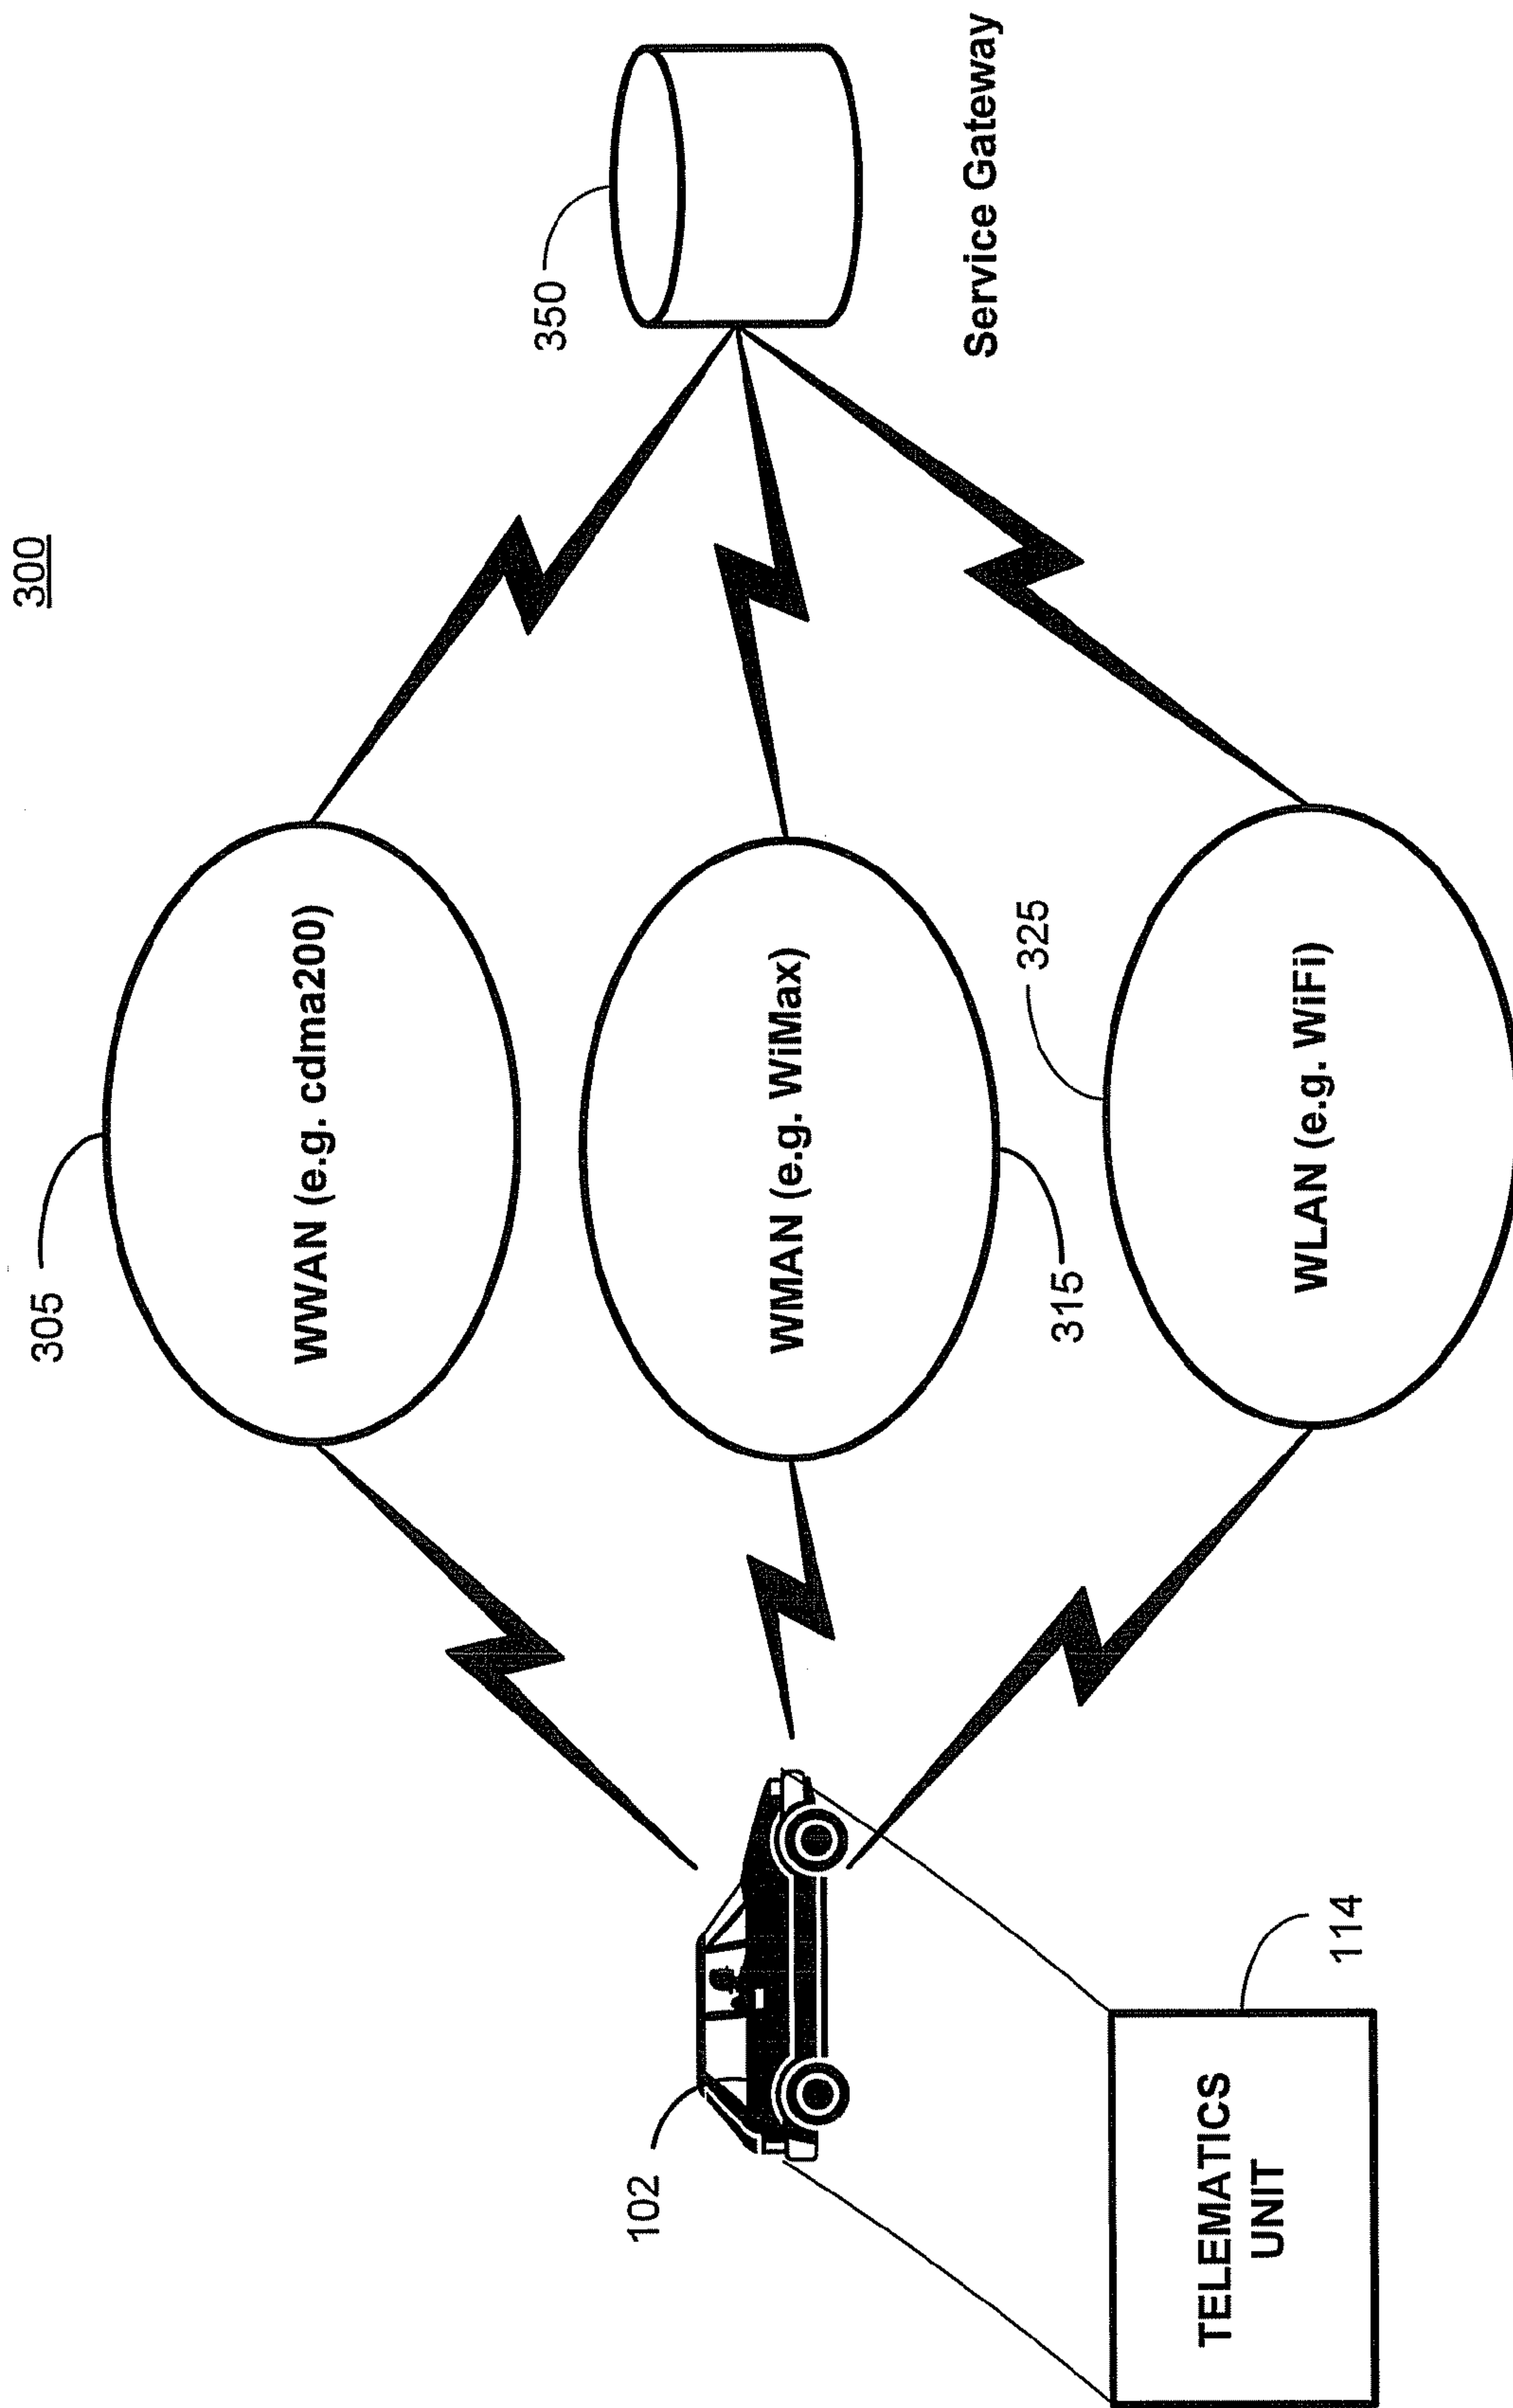 300
305
WWAN (e.g. cdma200)
350
Service Gateway
102
WMAN (e.g. WiMax)
315
325
WLAN (e.g. WiFi)
TELEMATICS
UNIT
114